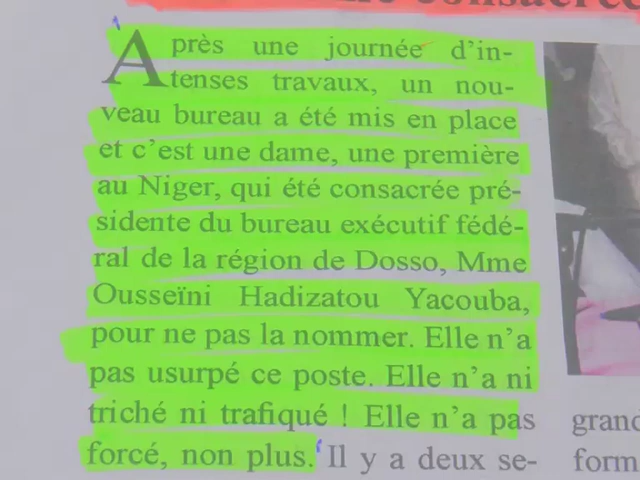 Après une journée d'in-
tenses travaux, un nou-
veau bureau a été mis en place
et c'est une dame, une première
au Niger, qui été consacrée pré-
sidente du bureau exécutif fédé-
ral de la région de Dosso, Mme
Ousseïni Hadizatou Yacouba,
pour ne pas la nommer. Elle n'a
pas usurpé ce poste. Elle n'a ni
triché ni trafiqué ! Elle n'a pas
forcé, non plus. Il y a deux se-